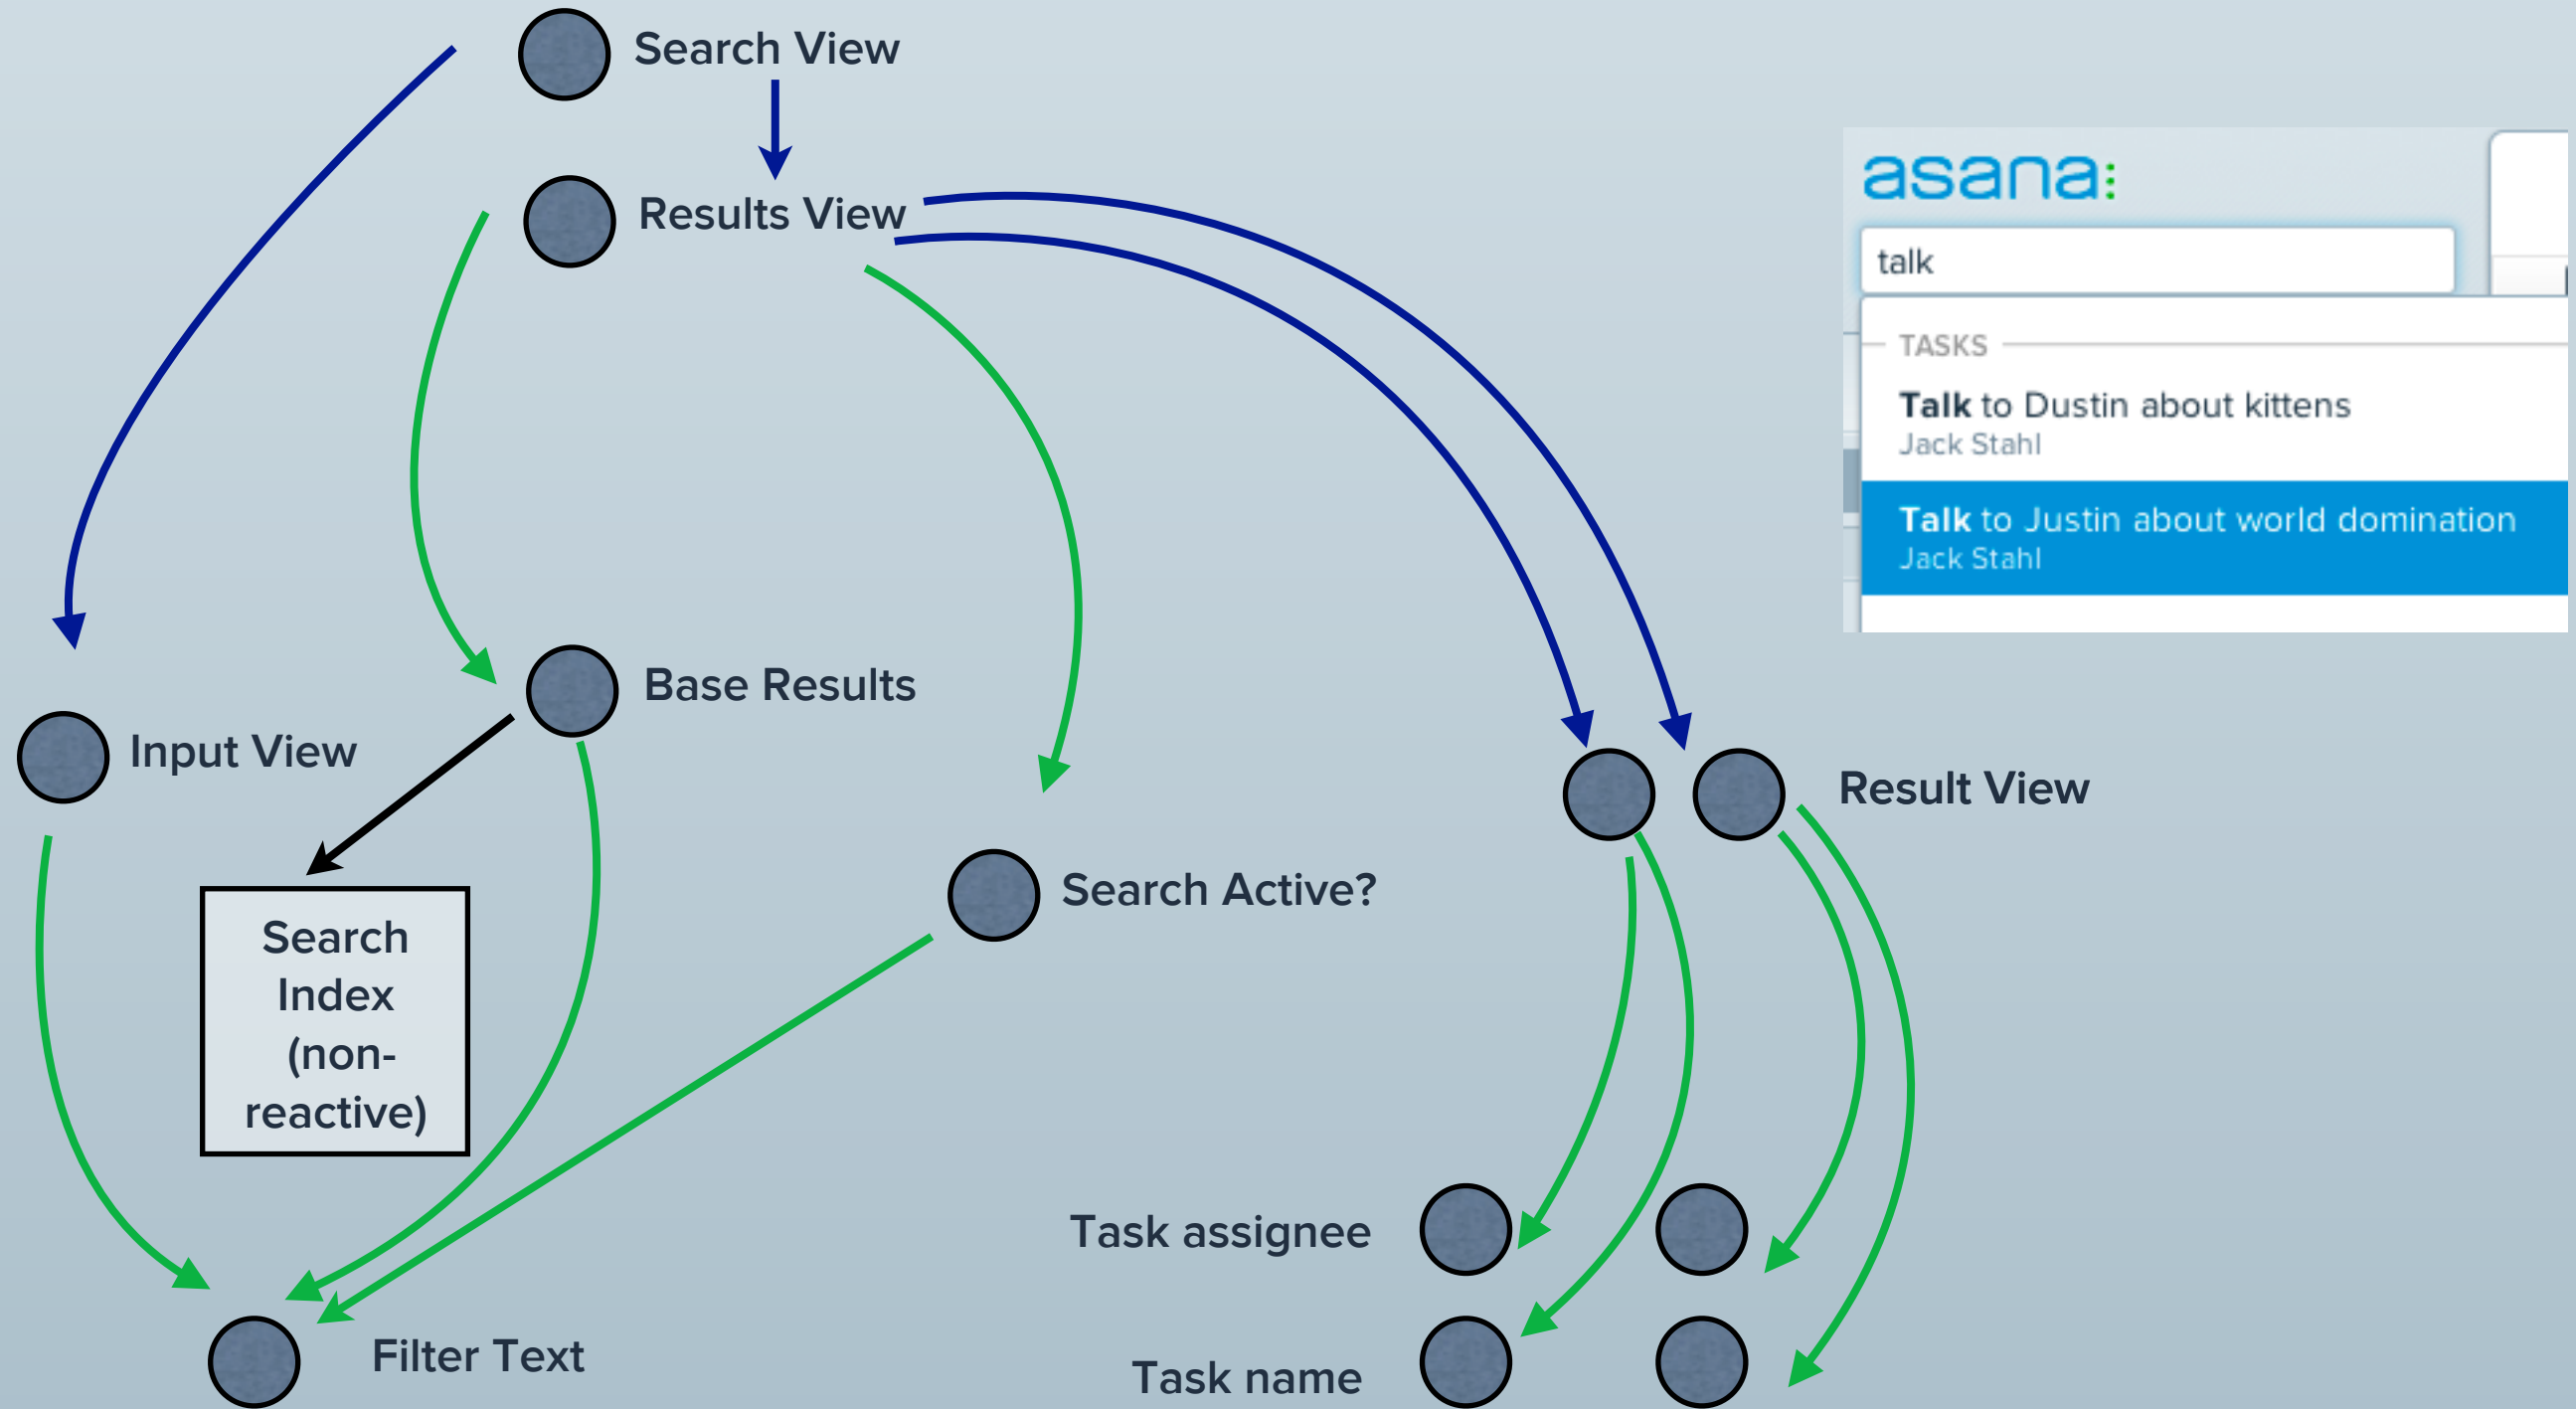 Search View
Results View
asana
talk
TASKS
Talk to Dustin about kittens
Jack Stahl
Talk to Justin about world domination
Jack Stahl
Base Results
Input View
Result View
Search Active?
Search
Index
(non-
reactive)
Task assignee
Filter Text
Task name